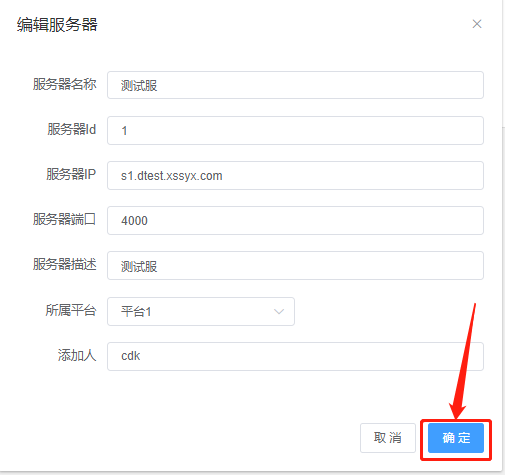 编辑服务器
服务器名称 测试服
服务器Id 1
服务器IP s1.dtest.xssyx.com
服务器端口 4000
服务器描述 测试服
所属平台 平台1
添加人 cdk
取消 确定